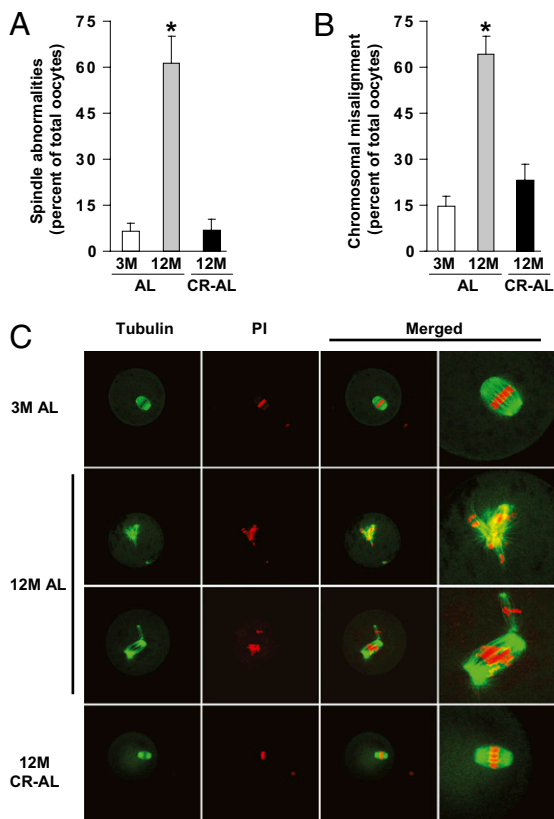 A
Spindle abnormalities
(percent of total oocytes)
75
60
45
30
15
0
*
3M 12M 12M
AL CR-AL
B
Chromosomal misalignment
(percent of total oocytes)
75
60
45
30
15
0
*
3M 12M 12M
AL CR-AL
C
Tubulin PI Merged
3M AL
12M AL
12M
CR-AL